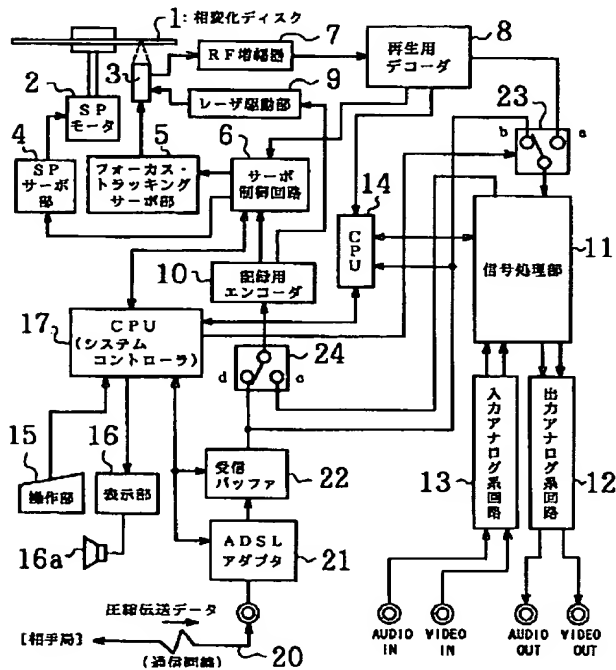 1:相変化ディスク
7
RF増幅器
8
再生用
デコーダ
2
SP
モータ
3
9
レーザ駆動部
4
SP
サーボ
部
5
フォーカス・
トラッキング
サーボ部
6
サーボ
制御回路
23
b
a
14
CPU
11
信号処理部
10
記録用
エンコーダ
17
CPU
(システム
コントローラ)
24
d
c
15
操作部
16
表示部
16a
受信
バッファ
22
ADSL
アダプタ
21
13
入力アナログ系回路
出力アナログ系回路
12
圧縮伝送データ
[相手局]
(通信回線)
20
AUDIO
IN
VIDEO
IN
AUDIO
OUT
VIDEO
OUT